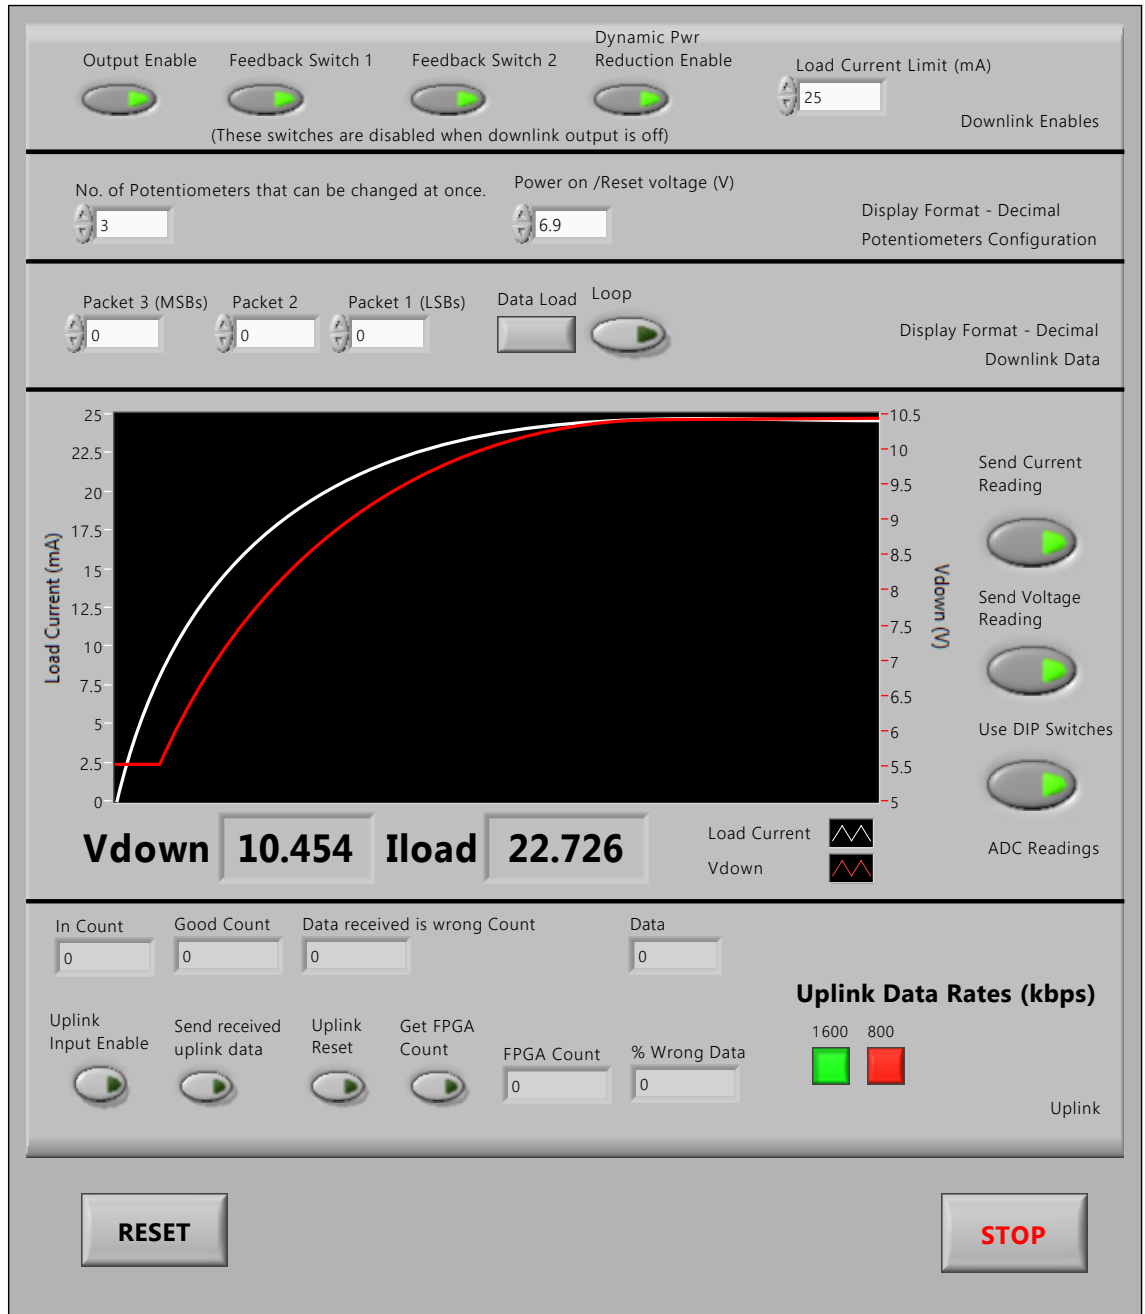 Output Enable
Feedback Switch 1
Feedback Switch 2
Dynamic Pwr
Reduction Enable
Load Current Limit (mA)
25
(These switches are disabled when downlink output is off)
Downlink Enables
No. of Potentiometers that can be changed at once.
3
Power on /Reset voltage (V)
6.9
Display Format - Decimal
Potentiometers Configuration
Packet 3 (MSBs)
0
Packet 2
0
Packet 1 (LSBs)
0
Data Load
Loop
Display Format - Decimal
Downlink Data
Load Current (mA)
25
22.5
20
17.5
15
12.5
10
7.5
5
2.5
0
10.5
10
9.5
9
8.5
8
7.5
7
6.5
6
5.5
5
Vdown (V)
Send Current
Reading
Send Voltage
Reading
Use DIP Switches
ADC Readings
Vdown 10.454 Iload 22.726
Load Current
Vdown
In Count
0
Good Count
0
Data received is wrong Count
0
Data
0
Uplink
Input Enable
Send received
uplink data
Uplink
Reset
Get FPGA
Count
FPGA Count
0
% Wrong Data
0
Uplink Data Rates (kbps)
1600 800
Uplink
RESET
STOP